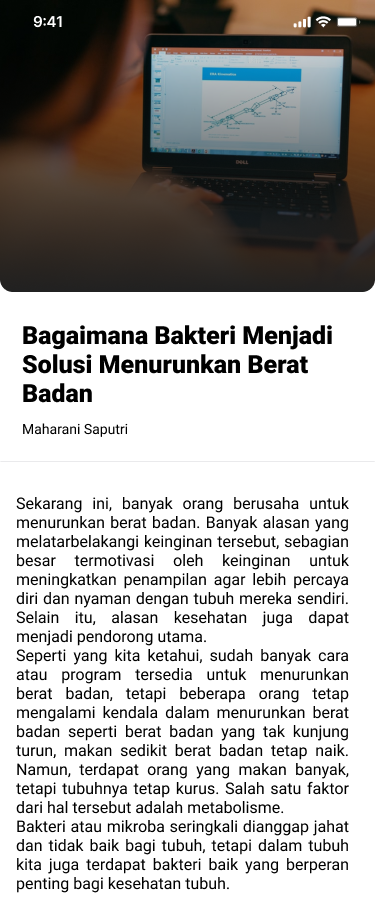 9:41
DELL
Bagaimana Bakteri Menjadi
Solusi Menurunkan Berat
Badan
Maharani Saputri
Sekarang ini, banyak orang berusaha untuk
menurunkan berat badan. Banyak alasan yang
melatarbelakangi keinginan tersebut, sebagian
besar termotivasi oleh keinginan untuk
meningkatkan penampilan agar lebih percaya
diri dan nyaman dengan tubuh mereka sendiri.
Selain itu, alasan kesehatan juga dapat
menjadi pendorong utama.
Seperti yang kita ketahui, sudah banyak cara
atau program tersedia untuk menurunkan
berat badan, tetapi beberapa orang tetap
mengalami kendala dalam menurunkan berat
badan seperti berat badan yang tak kunjung
turun, makan sedikit berat badan tetap naik.
Namun, terdapat orang yang makan banyak,
tetapi tubuhnya tetap kurus. Salah satu faktor
dari hal tersebut adalah metabolisme.
Bakteri atau mikroba seringkali dianggap jahat
dan tidak baik bagi tubuh, tetapi dalam tubuh
kita juga terdapat bakteri baik yang berperan
penting bagi kesehatan tubuh.